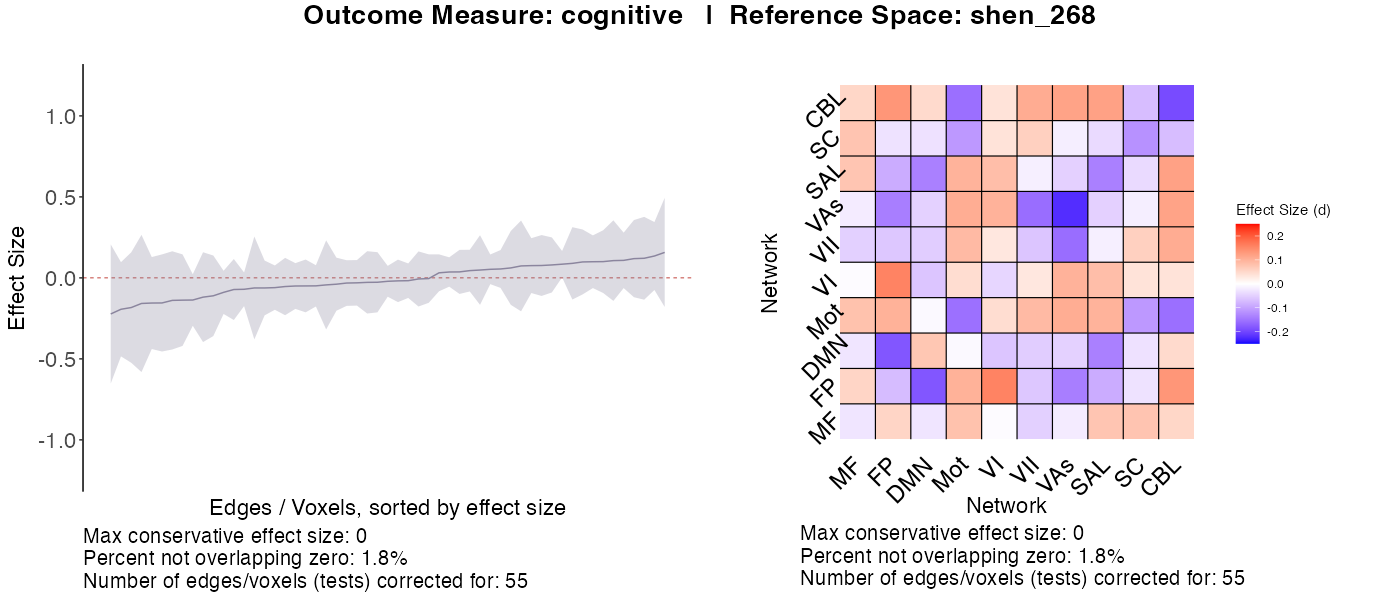 Outcome Measure: cognitive | Reference Space: shen_268
1.0
0.5
0.0
-0.5
-1.0
Effect Size
Edges / Voxels, sorted by effect size
Max conservative effect size: 0
Percent not overlapping zero: 1.8%
Number of edges/voxels (tests) corrected for: 55
Network
CBL
SC
SAL
VAs
VII
VI
Mot
DMN
FP
MF
MF
FP
DMN
Mot
VI
VII
VAs
SAL
SC
CBL
Network
Effect Size (d)
0.2
0.1
0.0
-0.1
-0.2
Max conservative effect size: 0
Percent not overlapping zero: 1.8%
Number of edges/voxels (tests) corrected for: 55